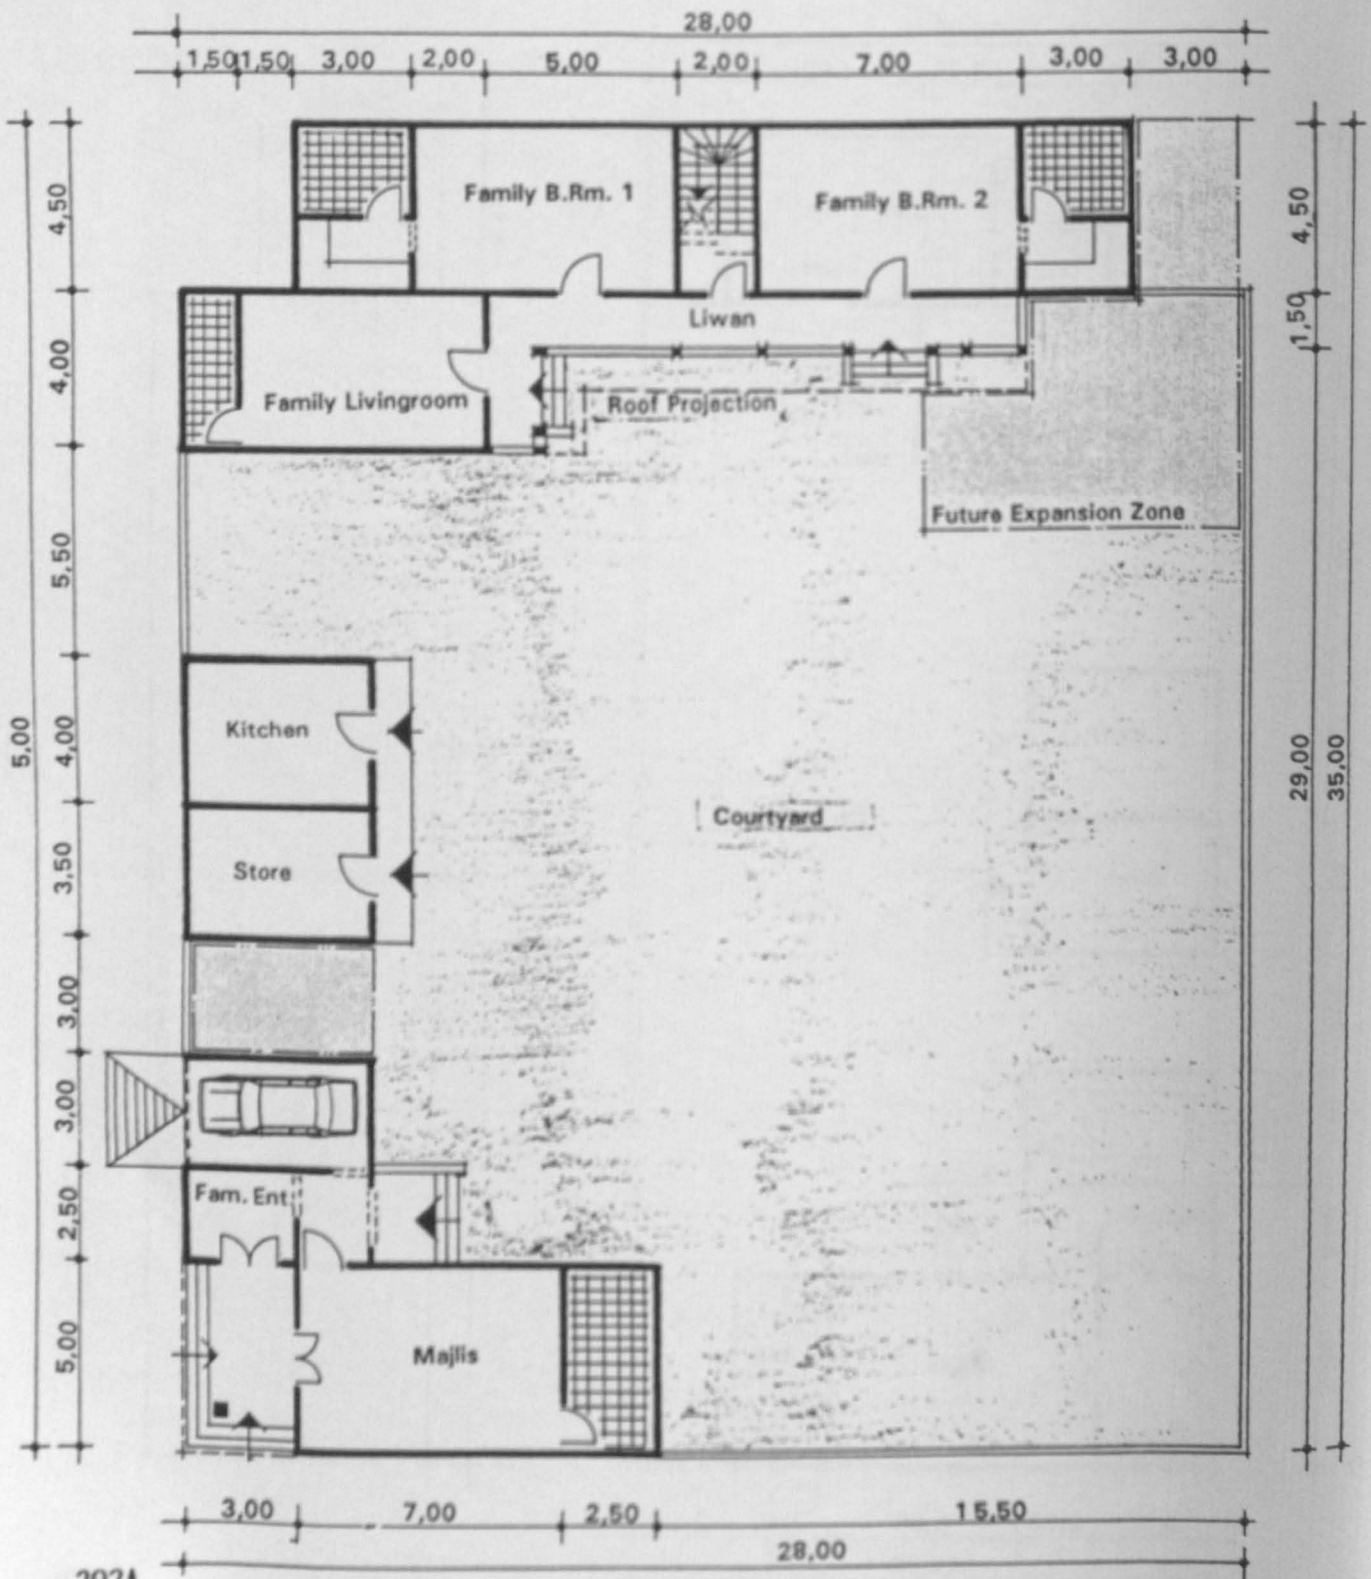 28,00
1,50 1,50 3,00 2,00 5,00 2,00 7,00 3,00 3,00
4,50
Family B.Rm. 1
Family B.Rm. 2
4,50
Liwan
1,50
4,00
Family Livingroom
Roof Projection
Future Expansion Zone
5,50
5,00
4,00
Kitchen
29,00
35,00
Courtyard
3,50
Store
3,00
3,00
Fam. Ent
2,50
5,00
Majlis
3,00 7,00 2,50 15,50
28,00